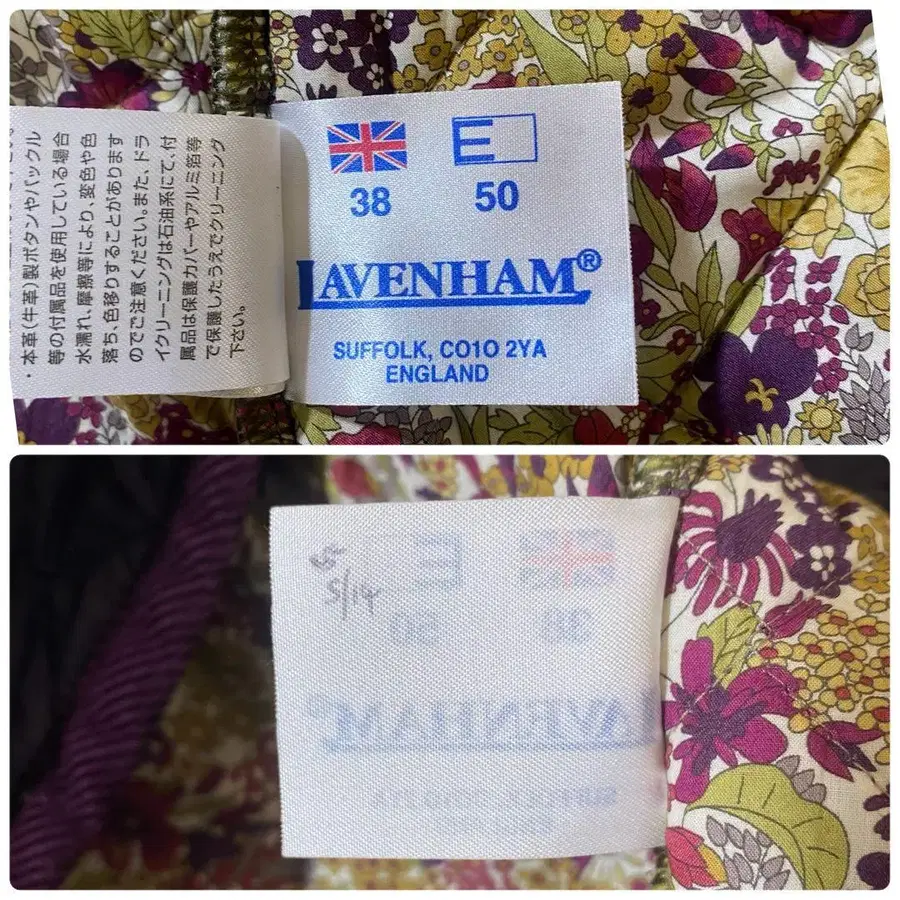 ・本革(牛革)製ボタンやバックル
等の付属品を使用している場合
水濡れ、摩擦等により、変色や色
落ち、色移りすることがあります
のでご注意ください。また、ドラ
イクリーニングは石油系にて、付
属品は保護カバーやアルミ箔等
で保護したうえでクリーニング
下さい。
E
38 50
LAVENHAM®
SUFFOLK, CO10 2YA
ENGLAND
5/14
E
38
50
LAVENHAM®